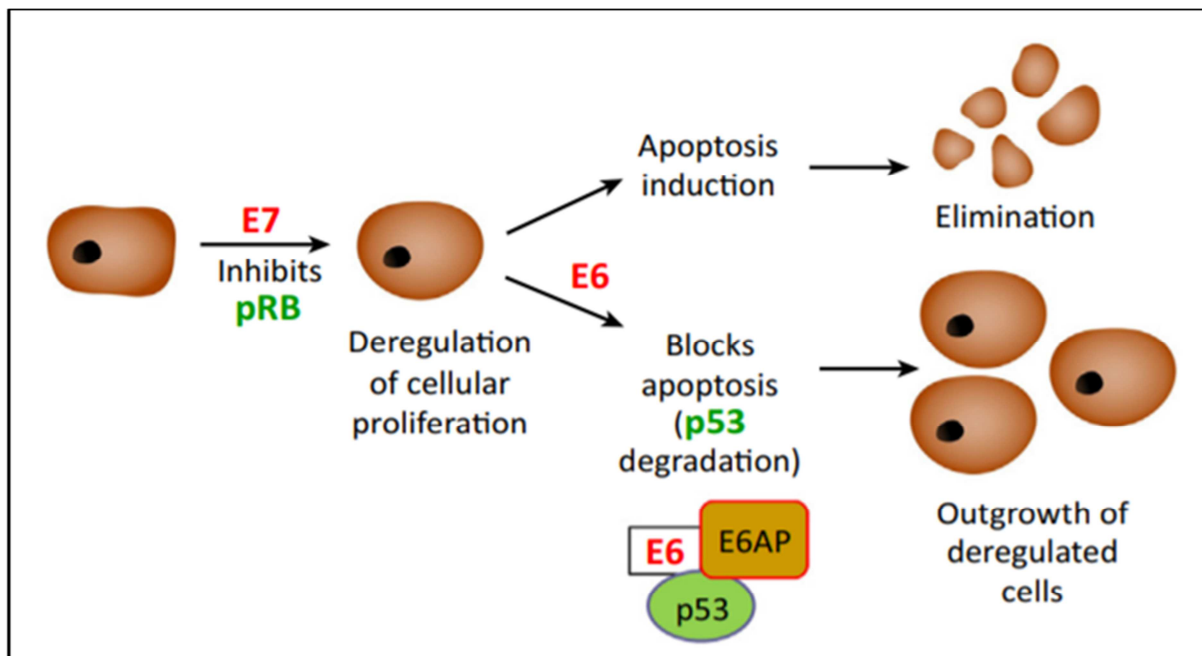 E7
Inhibits
pRB
Deregulation
of cellular
proliferation
Apoptosis
induction
Elimination
E6
Blocks
apoptosis
(p53
degradation)
E6
E6AP
p53
Outgrowth of
deregulated
cells